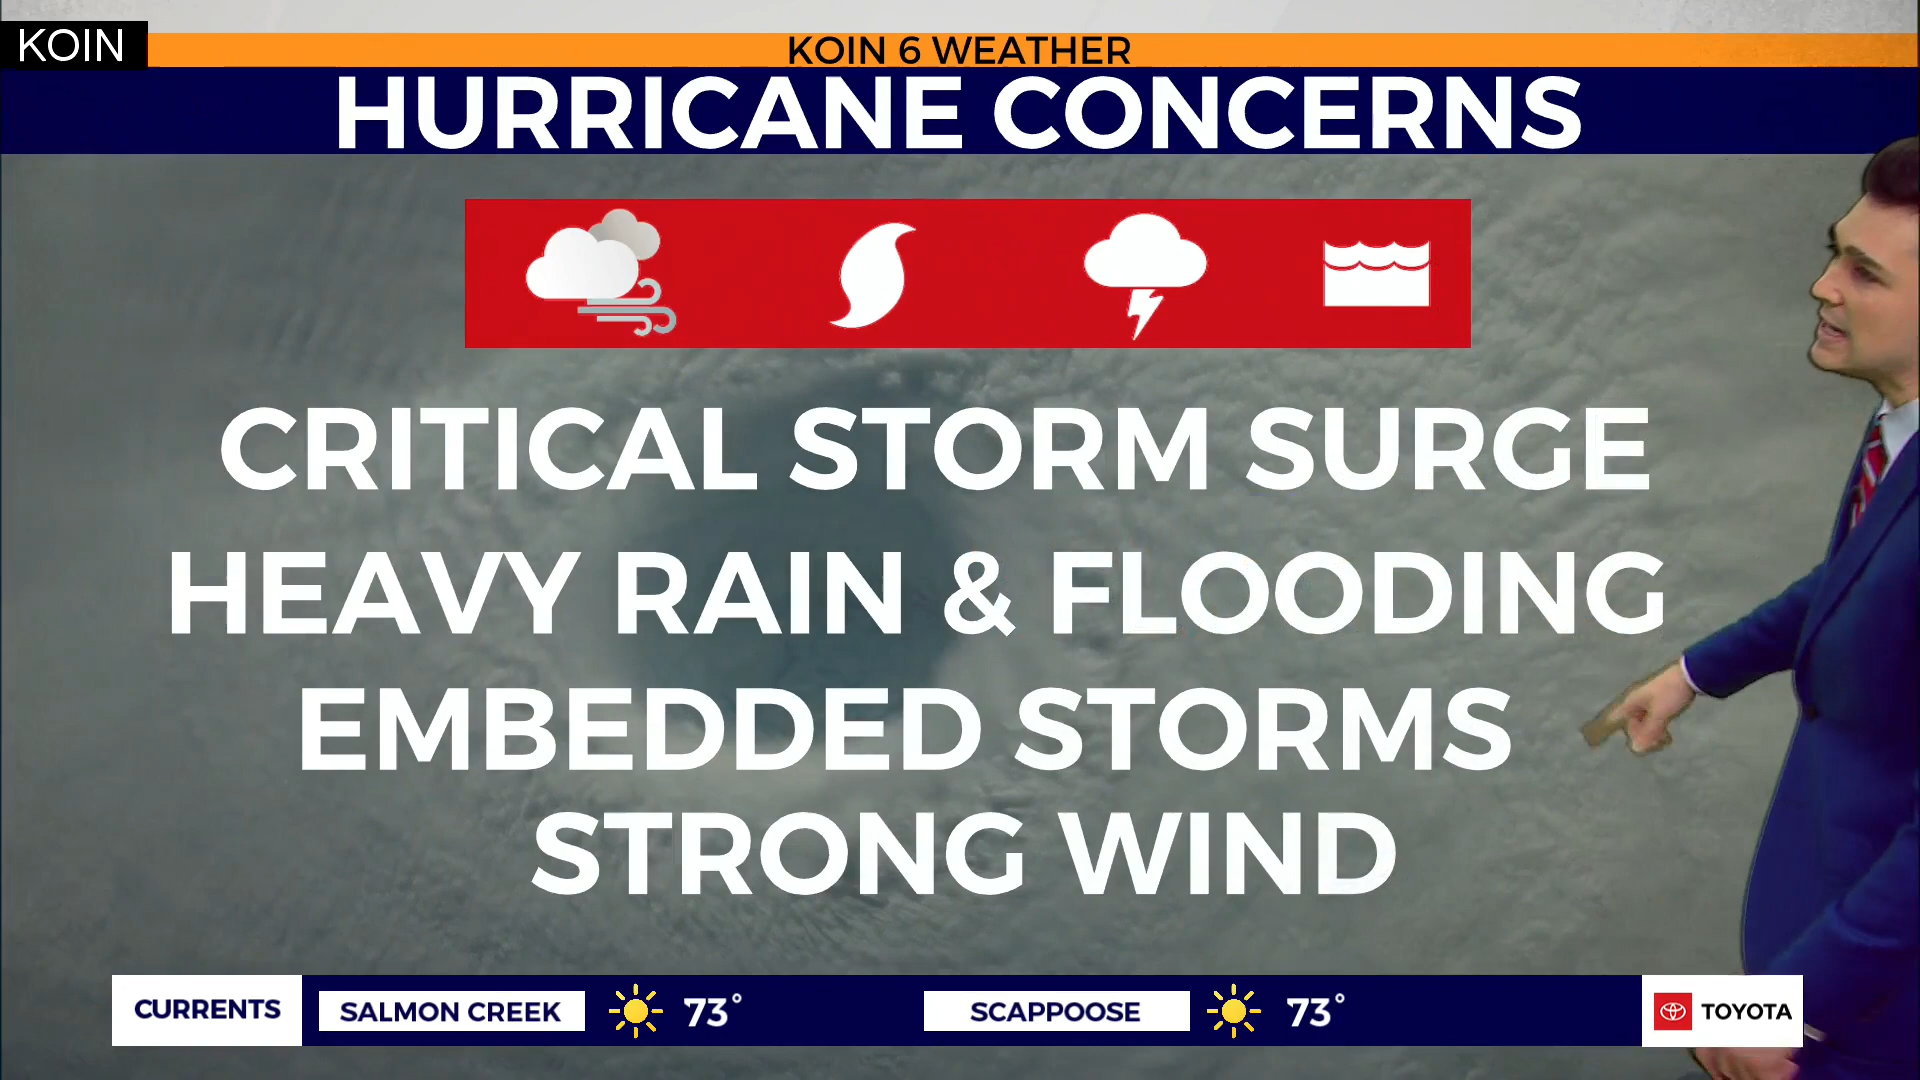 KOIN
KOIN 6 WEATHER
HURRICANE CONCERNS
CRITICAL STORM SURGE
HEAVY RAIN & FLOODING
EMBEDDED STORMS
STRONG WIND
CURRENTS SALMON CREEK 73° SCAPPOOSE 73° TOYOTA